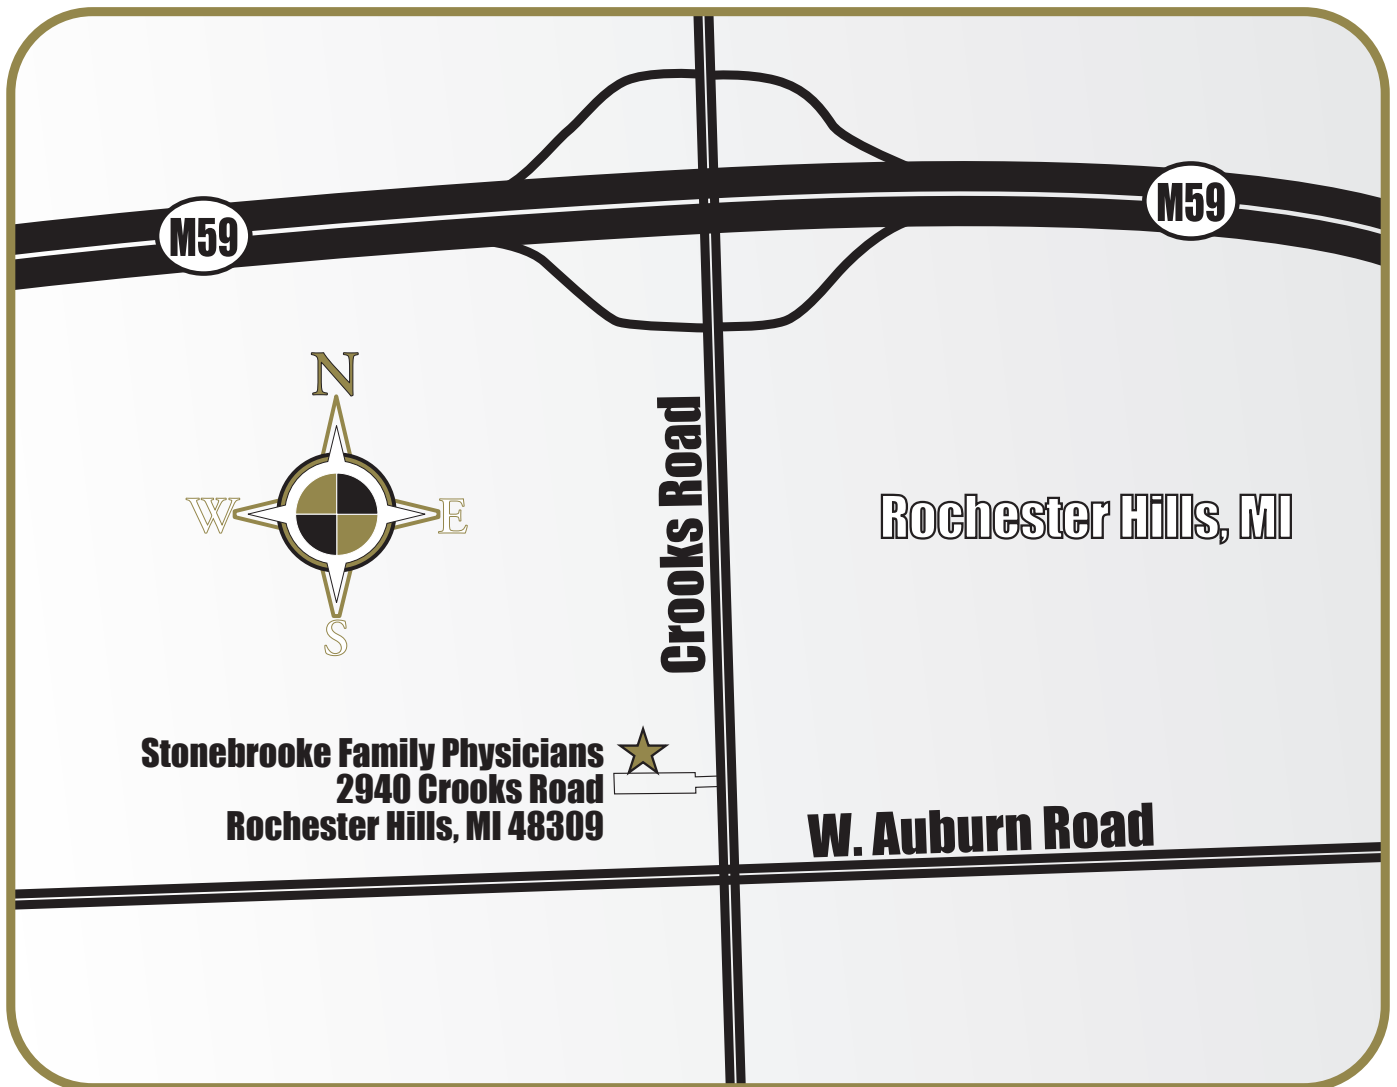 M59
M59
N
W
E
S
Crooks Road
Rochester Hills, MI
Stonebrooke Family Physicians
2940 Crooks Road
Rochester Hills, MI 48309
W. Auburn Road